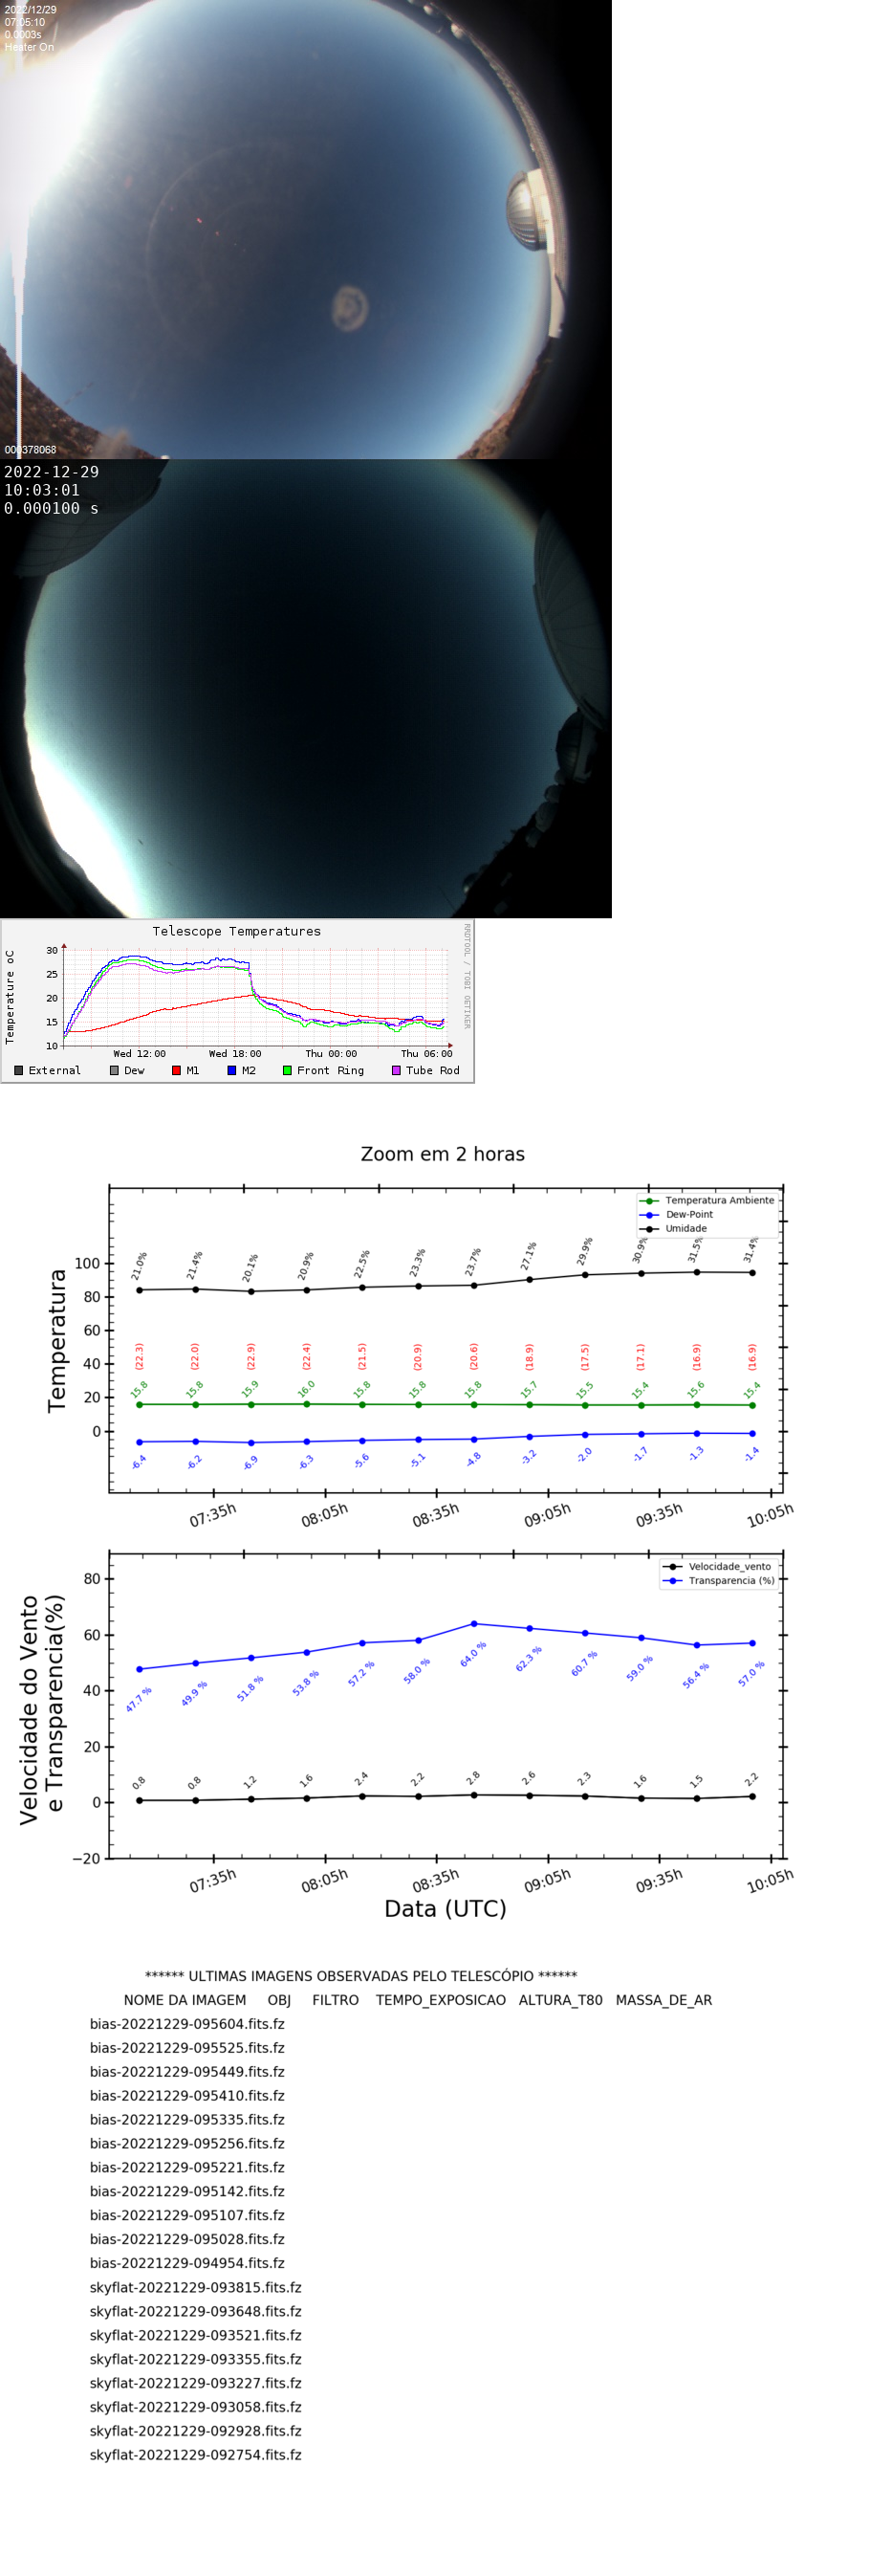 2022/12/29
07:05:10
0.0003s
Heater On
000378068
2022-12-29
10:03:01
0.000100 s
Telescope Temperatures
RRDTOOL / TOBI OETIKER
Temperature oC
30
25
20
15
10
Wed 12:00 Wed 18:00 Thu 00:00 Thu 06:00
External Dew M1 M2 Front Ring Tube Rod
Zoom em 2 horas
Temperatura Ambiente
Dew-Point
Umidade
Temperatura
100
80
60
40
20
0
21.0% 21.4% 20.1% 20.9% 22.5% 23.3% 23.7% 27.1% 29.9% 30.9% 31.5% 31.4%
(22.3) (22.0) (22.9) (22.4) (21.5) (20.9) (20.6) (18.9) (17.5) (17.1) (16.9) (16.9)
15.8 15.8 15.9 16.0 15.8 15.8 15.8 15.7 15.5 15.4 15.6 15.4
-6.4 -6.2 -6.9 -6.3 -5.6 -5.1 -4.8 -3.2 -2.0 -1.7 -1.3 -1.4
07:35h 08:05h 08:35h 09:05h 09:35h 10:05h
Velocidade_vento
Transparencia (%)
Velocidade do Vento
e Transparencia(%)
80
60
40
20
0
−20
47.7 % 49.9 % 51.8 % 53.8 % 57.2 % 58.0 % 64.0 % 62.3 % 60.7 % 59.0 % 56.4 % 57.0 %
0.8 0.8 1.2 1.6 2.4 2.2 2.8 2.6 2.3 1.6 1.5 2.2
07:35h 08:05h 08:35h 09:05h 09:35h 10:05h
Data (UTC)
****** ULTIMAS IMAGENS OBSERVADAS PELO TELESCÓPIO ******
NOME DA IMAGEM OBJ FILTRO TEMPO_EXPOSICAO ALTURA_T80 MASSA_DE_AR
bias-20221229-095604.fits.fz
bias-20221229-095525.fits.fz
bias-20221229-095449.fits.fz
bias-20221229-095410.fits.fz
bias-20221229-095335.fits.fz
bias-20221229-095256.fits.fz
bias-20221229-095221.fits.fz
bias-20221229-095142.fits.fz
bias-20221229-095107.fits.fz
bias-20221229-095028.fits.fz
bias-20221229-094954.fits.fz
skyflat-20221229-093815.fits.fz
skyflat-20221229-093648.fits.fz
skyflat-20221229-093521.fits.fz
skyflat-20221229-093355.fits.fz
skyflat-20221229-093227.fits.fz
skyflat-20221229-093058.fits.fz
skyflat-20221229-092928.fits.fz
skyflat-20221229-092754.fits.fz